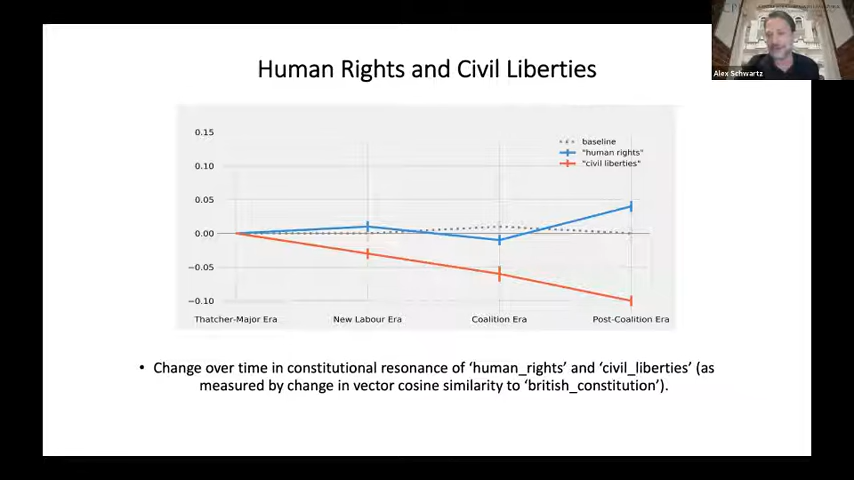 Human Rights and Civil Liberties
Alex Schwartz
0.15
0.10
0.05
0.00
−0.05
−0.10
baseline
"human rights"
"civil liberties"
Thatcher-Major Era
New Labour Era
Coalition Era
Post-Coalition Era
• Change over time in constitutional resonance of ‘human_rights’ and ‘civil_liberties’ (as
measured by change in vector cosine similarity to ‘british_constitution’).